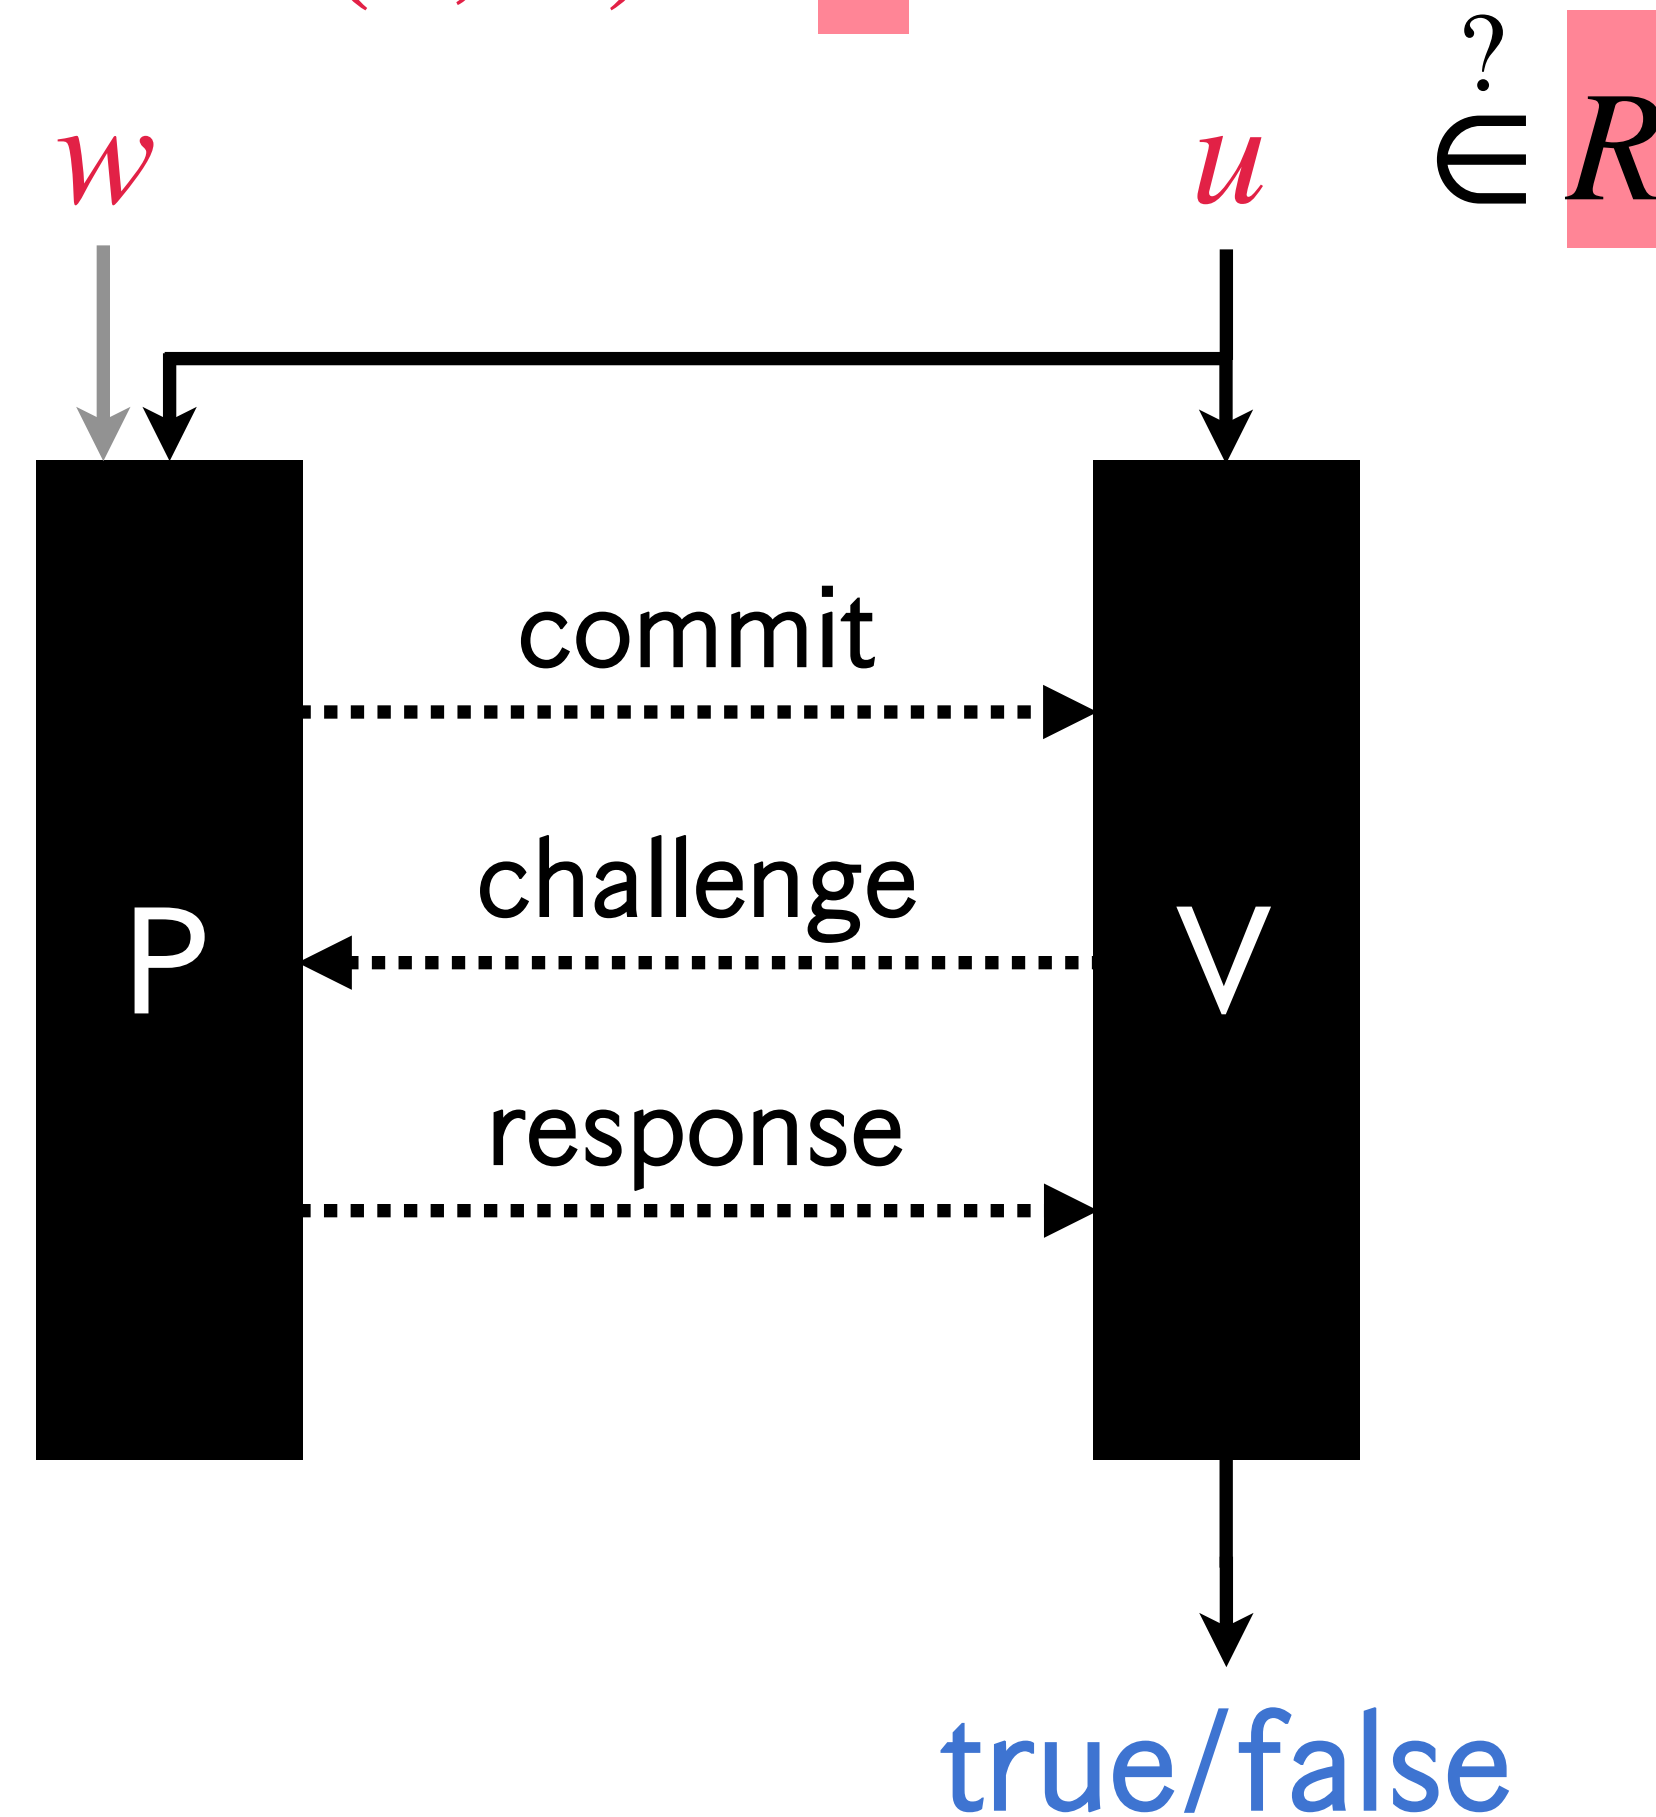 ?
w u ∈ R
commit
challenge
P V
response
true/false